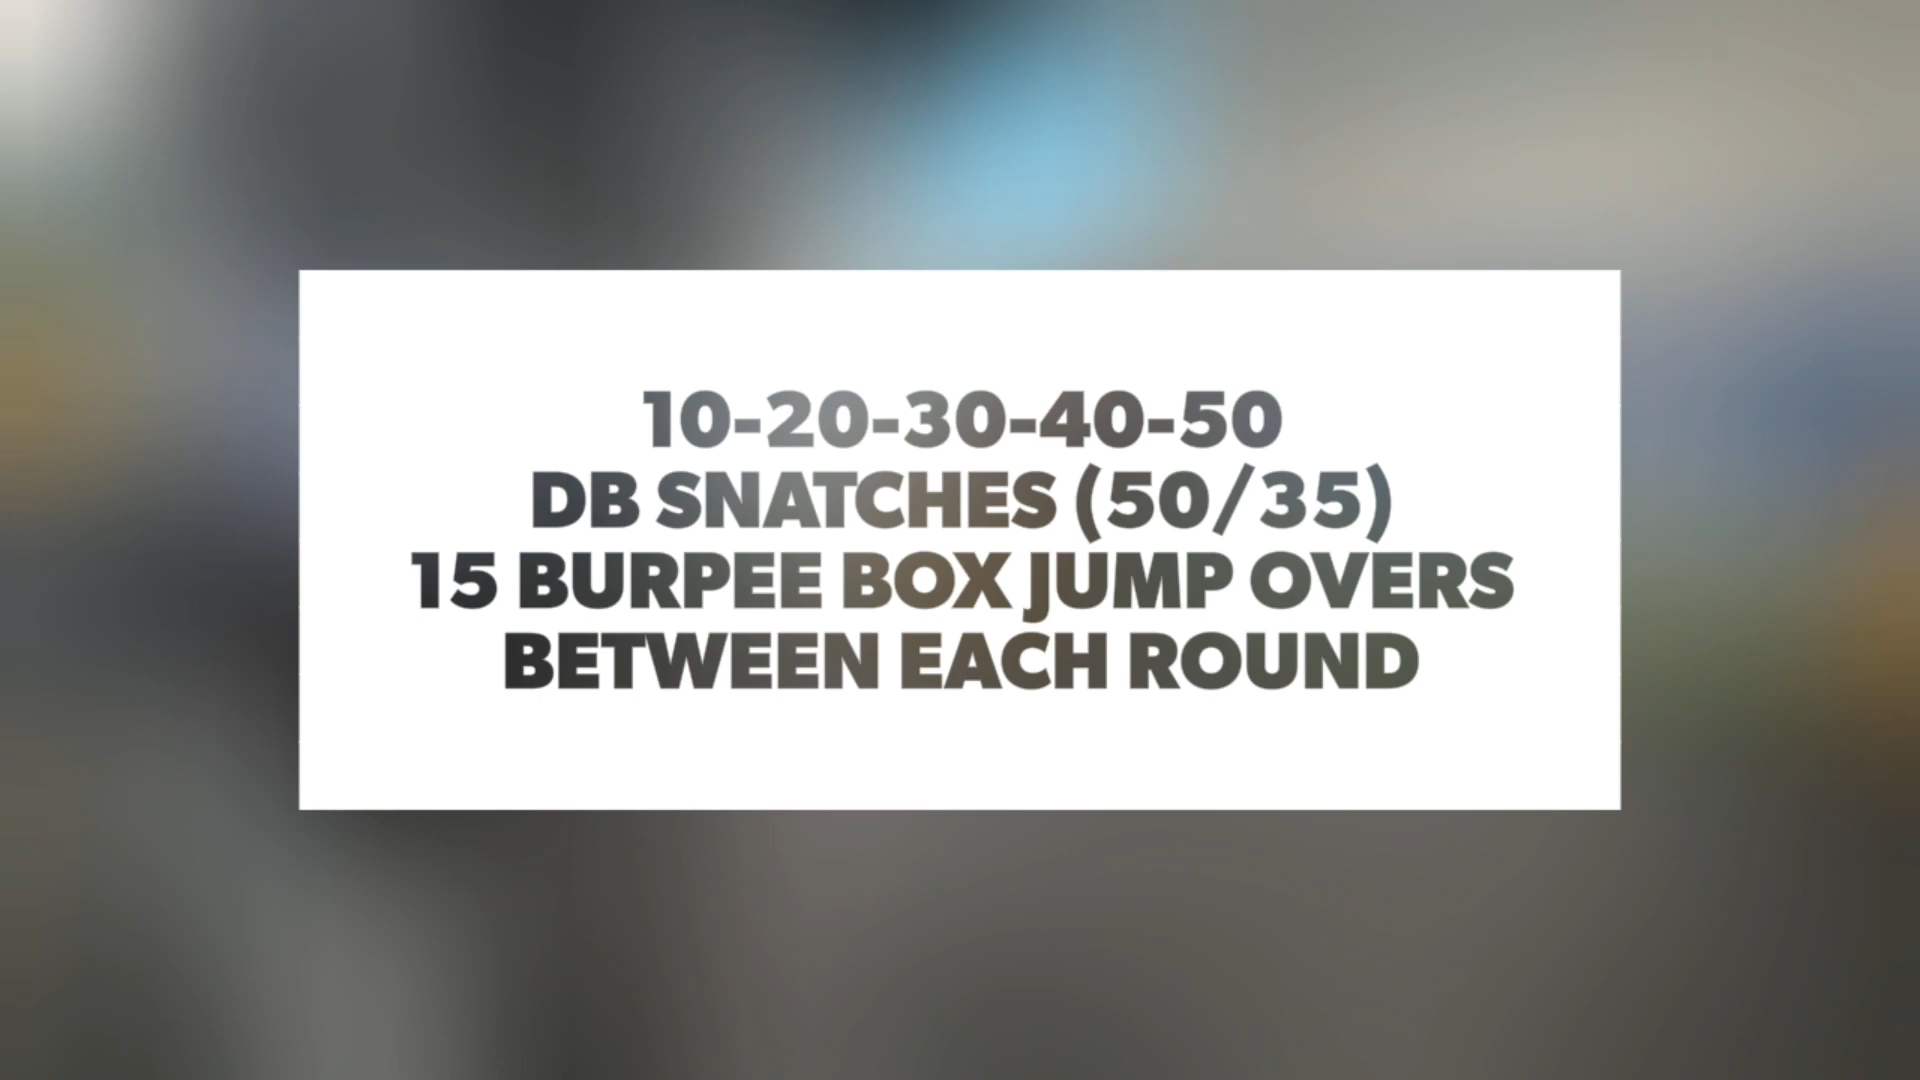 10-20-30-40-50
DB SNATCHES (50/35)
15 BURPEE BOX JUMP OVERS
BETWEEN EACH ROUND